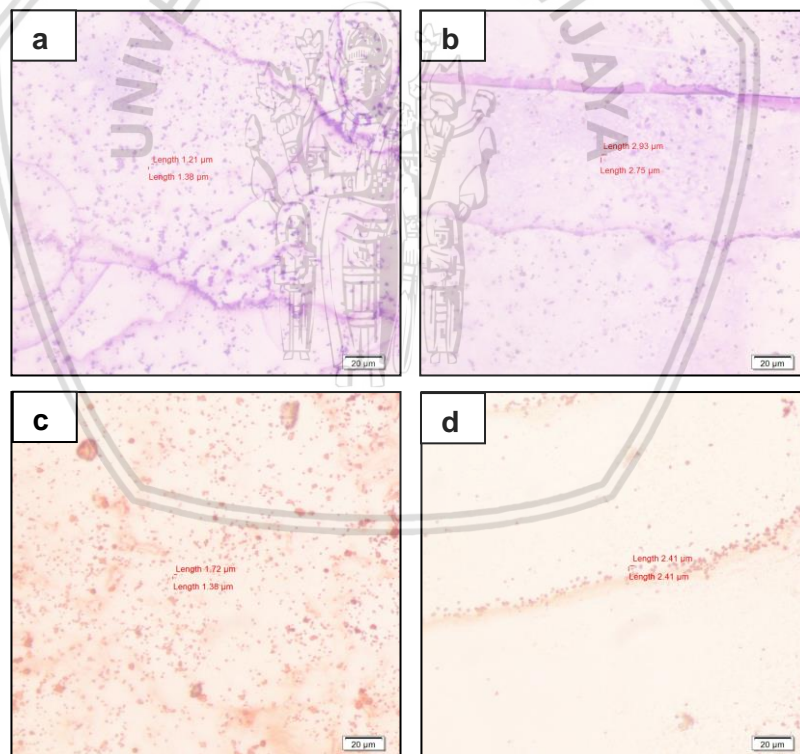 a
b
UNIVE
IJAYA
Length 1.21 µm
Length 1.38 µm
Length 2.93 µm
Length 2.75 µm
20 µm
20 µm
c
d
Length 1.72 µm
Length 1.38 µm
Length 2.41 µm
Length 2.41 µm
20 µm
20 µm